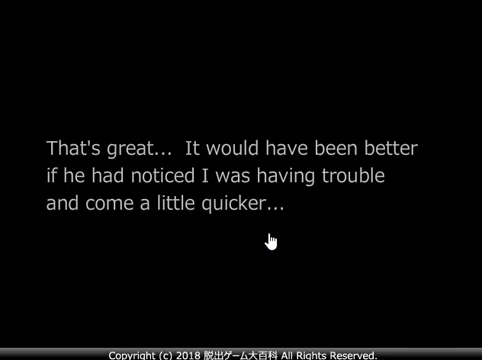 That's great...  It would have been better
if he had noticed I was having trouble
and come a little quicker...
Copyright (c) 2018 脱出ゲーム大百科 All Rights Reserved.